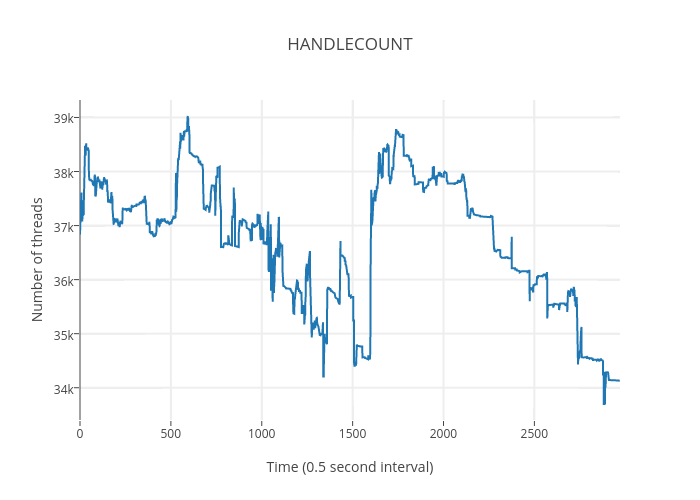 HANDLECOUNT
39k
38k
37k
36k
35k
34k
Number of threads
0
500
1000
1500
2000
2500
Time (0.5 second interval)